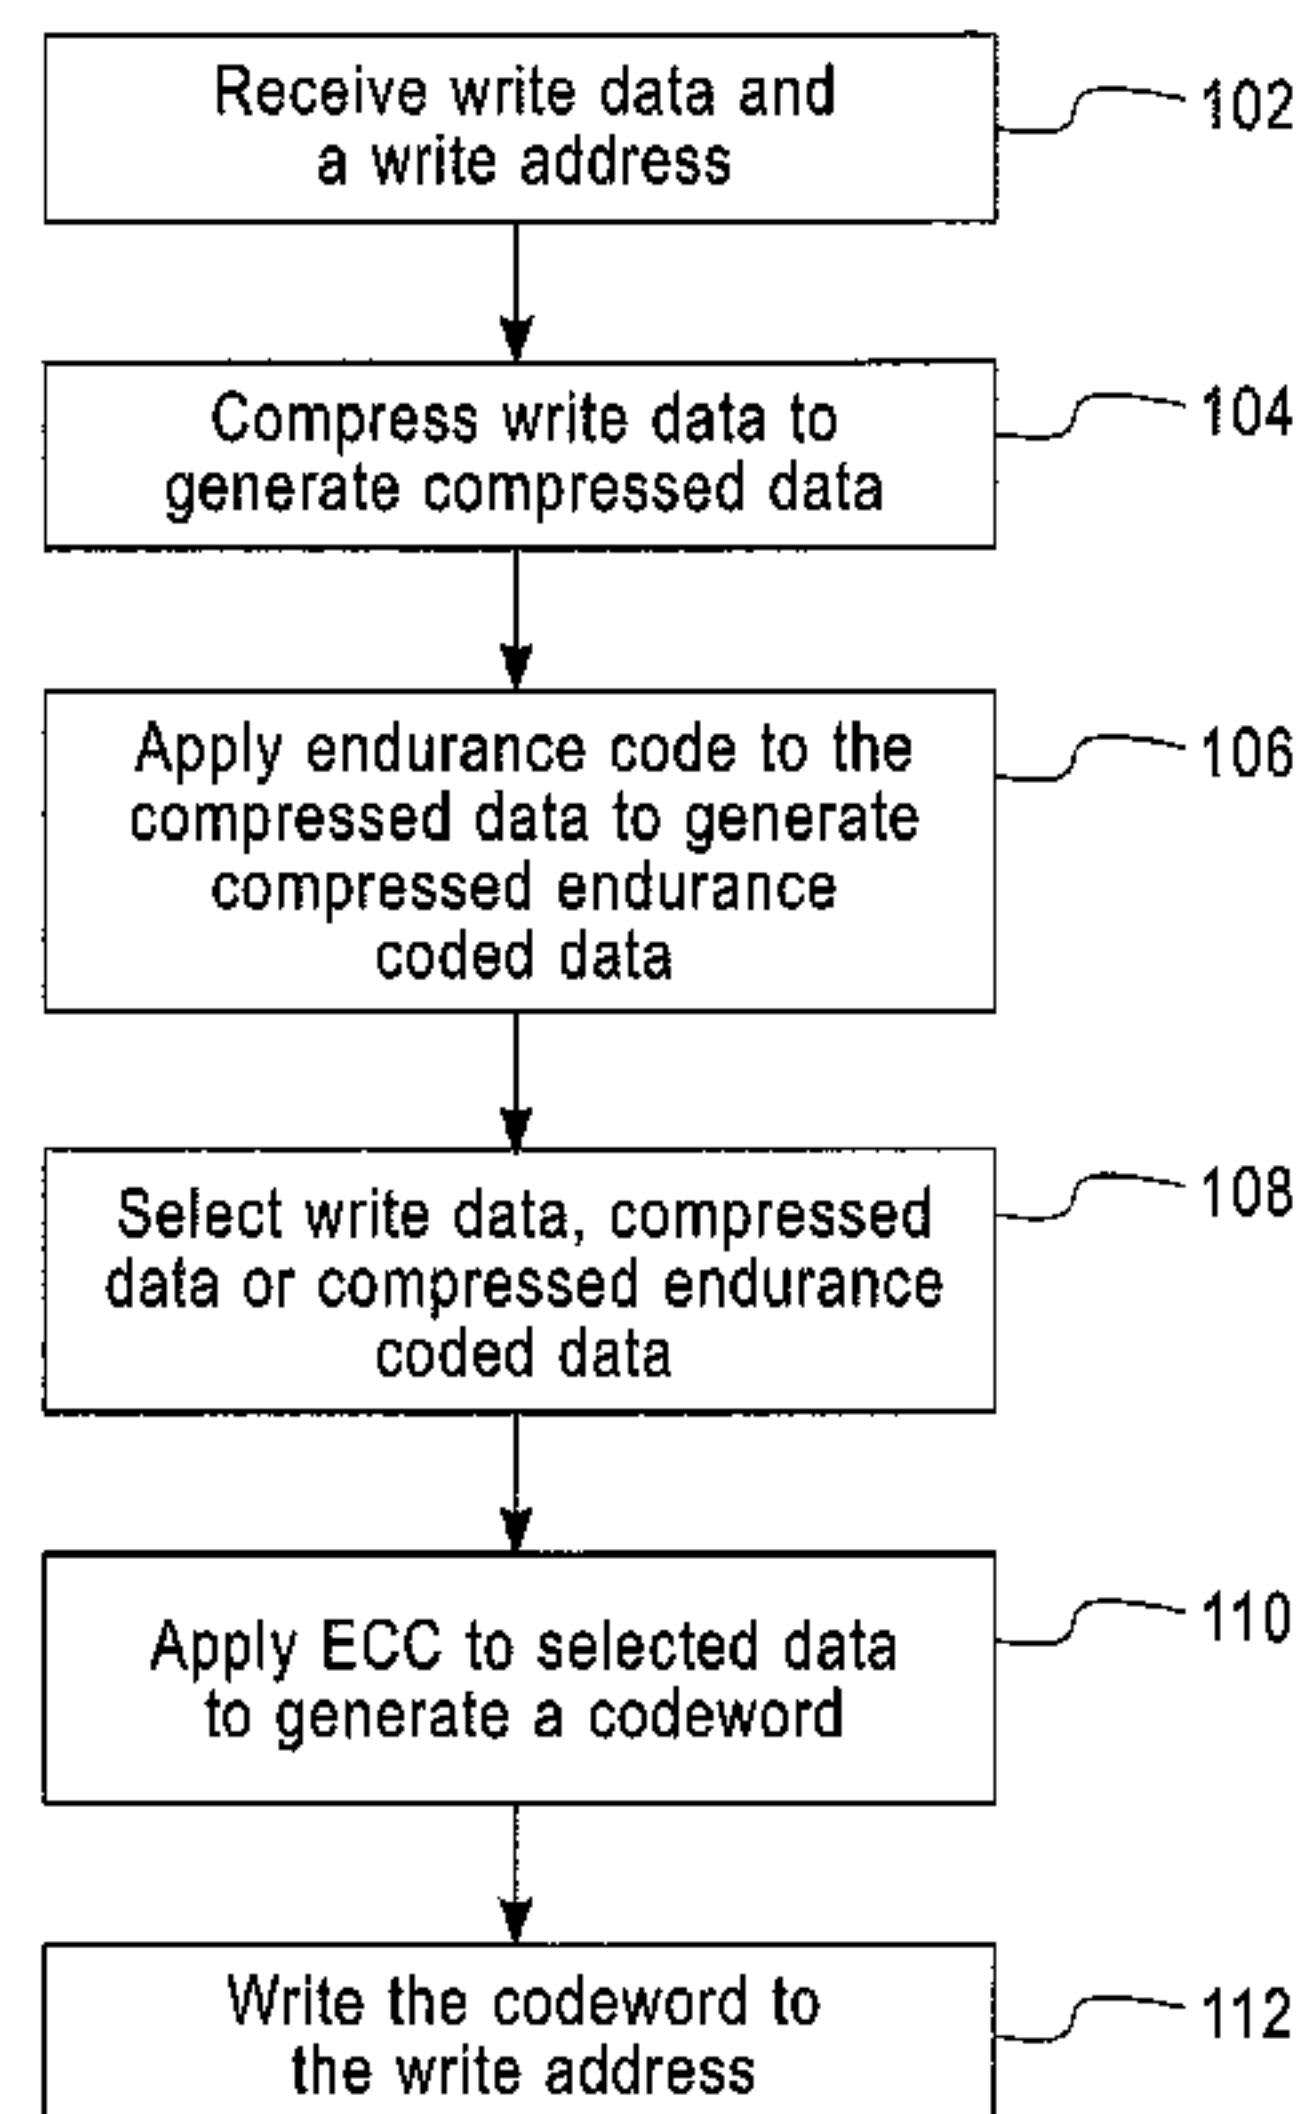 Receive write data and
a write address
102
Compress write data to
generate compressed data
104
Apply endurance code to the
compressed data to generate
compressed endurance
coded data
106
Select write data, compressed
data or compressed endurance
coded data
108
Apply ECC to selected data
to generate a codeword
110
Write the codeword to
the write address
112